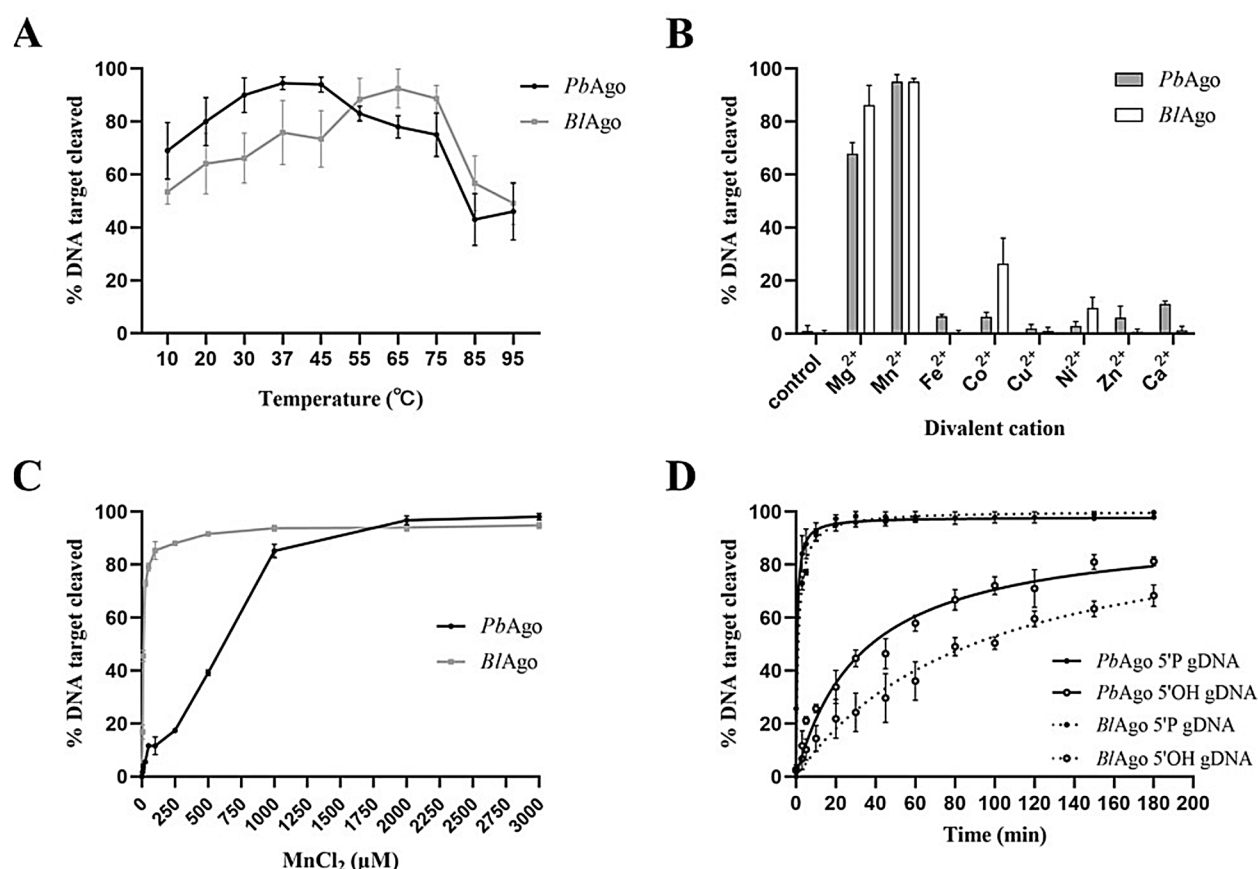 A
% DNA target cleaved
100
80
60
40
20
0
10 20 30 37 45 55 65 75 85 95
Temperature (℃)
PbAgo
BlAgo
B
% DNA target cleaved
100
80
60
40
20
0
control Mg2+ Mn2+ Fe2+ Co2+ Cu2+ Ni2+ Zn2+ Ca2+
Divalent cation
PbAgo
BlAgo
C
% DNA target cleaved
100
80
60
40
20
0
0 250 500 750 1000 1250 1500 1750 2000 2250 2500 2750 3000
MnCl2 (µM)
PbAgo
BlAgo
D
% DNA target cleaved
100
80
60
40
20
0
0 20 40 60 80 100 120 140 160 180 200
Time (min)
PbAgo 5'P gDNA
PbAgo 5'OH gDNA
BlAgo 5'P gDNA
BlAgo 5'OH gDNA